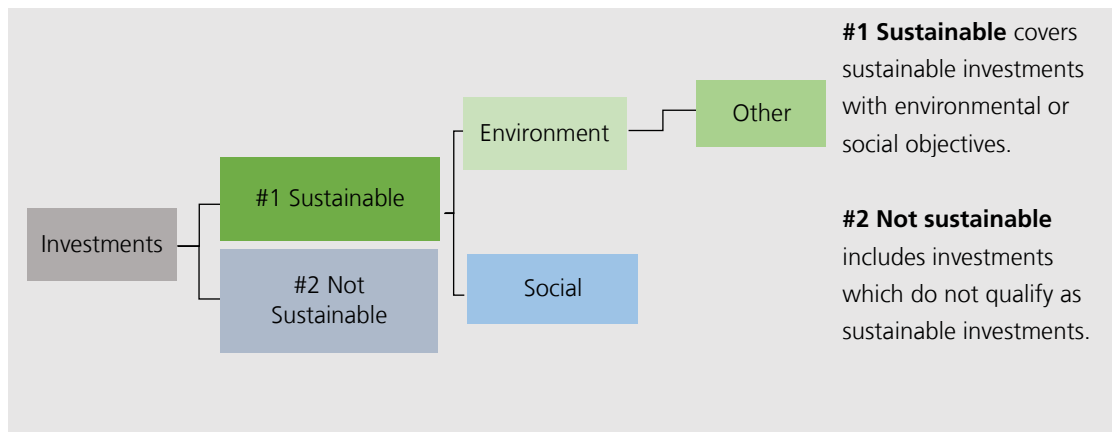 Investments
#1 Sustainable
#2 Not
Sustainable
Environment
Social
Other
#1 Sustainable covers
sustainable investments
with environmental or
social objectives.
#2 Not sustainable
includes investments
which do not qualify as
sustainable investments.